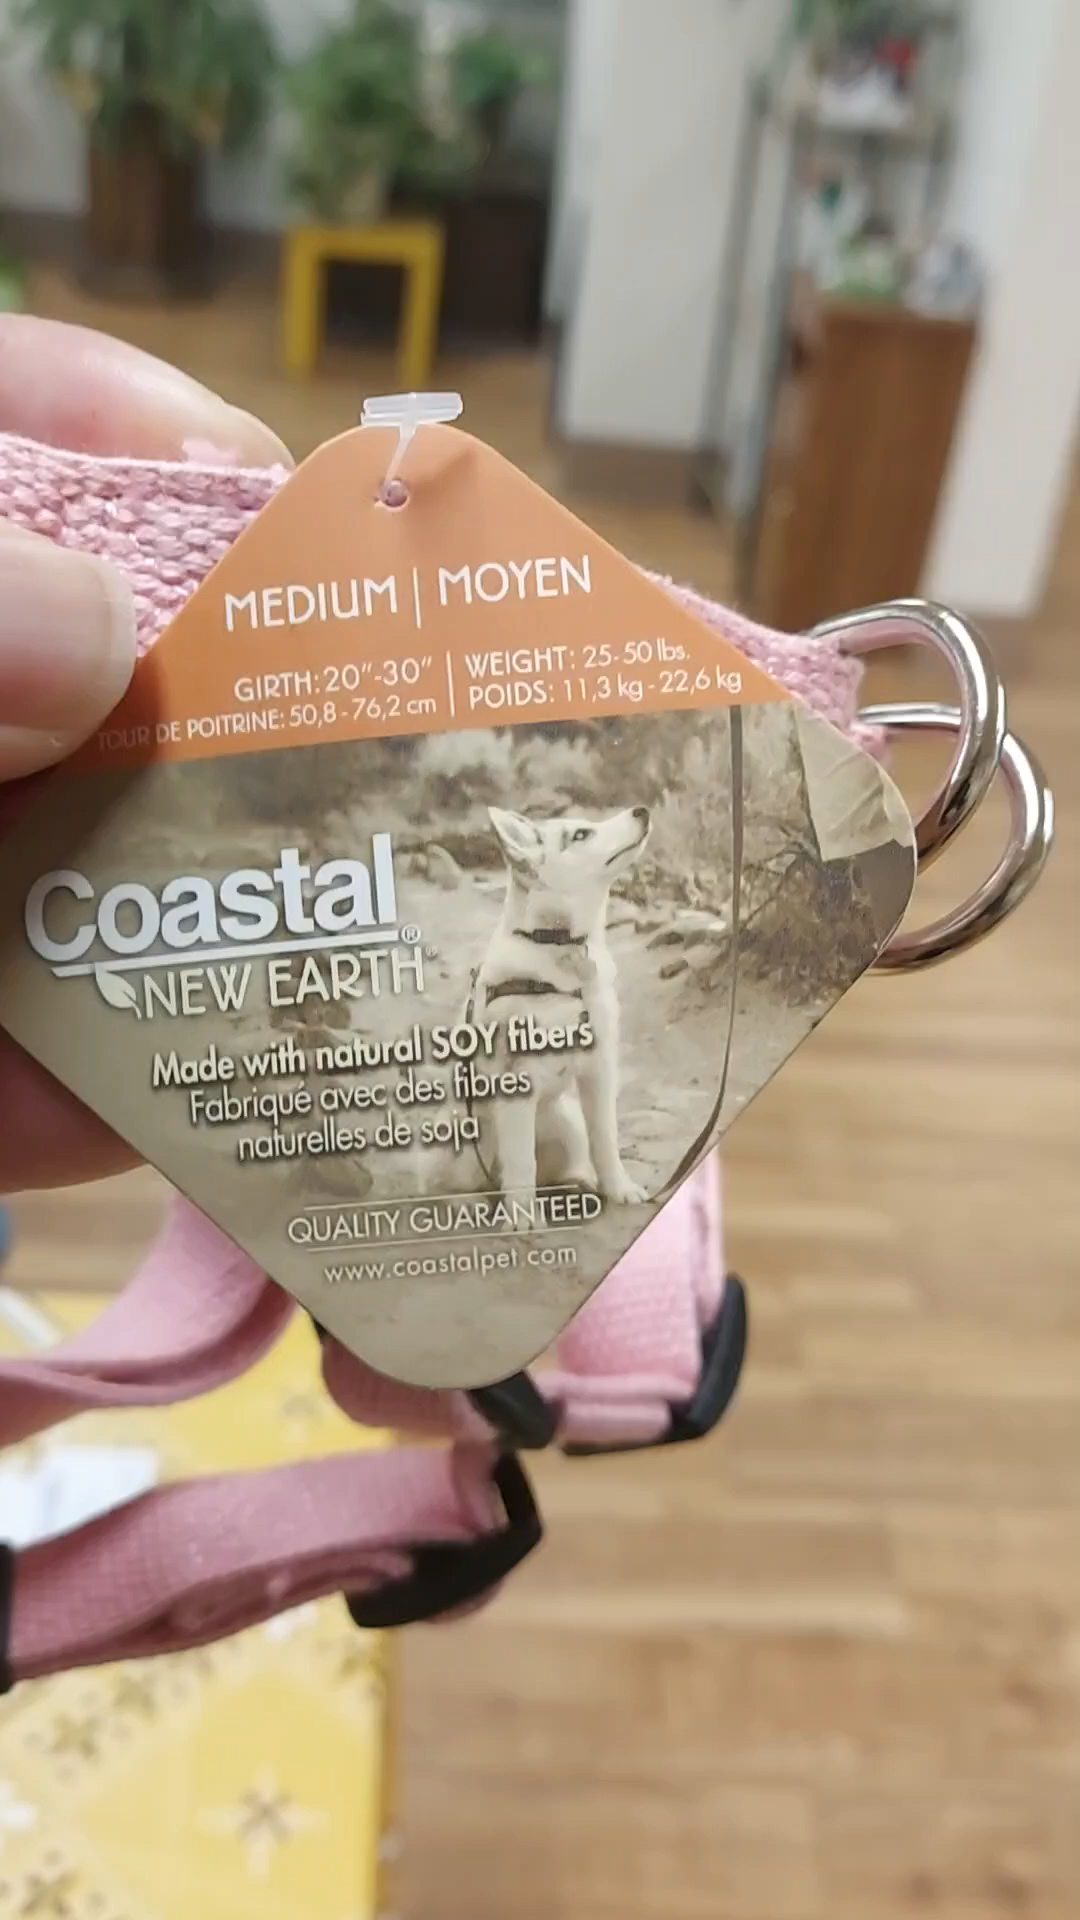 MEDIUM | MOYEN
GIRTH: 20"-30"
TOUR DE POITRINE: 50,8 - 76,2 cm
WEIGHT: 25-50 lbs.
POIDS: 11,3 kg - 22,6 kg
Coastal®
NEW EARTH
Made with natural SOY fibers
Fabriqué avec des fibres
naturelles de soja
QUALITY GUARANTEED
www.coastalpet.com